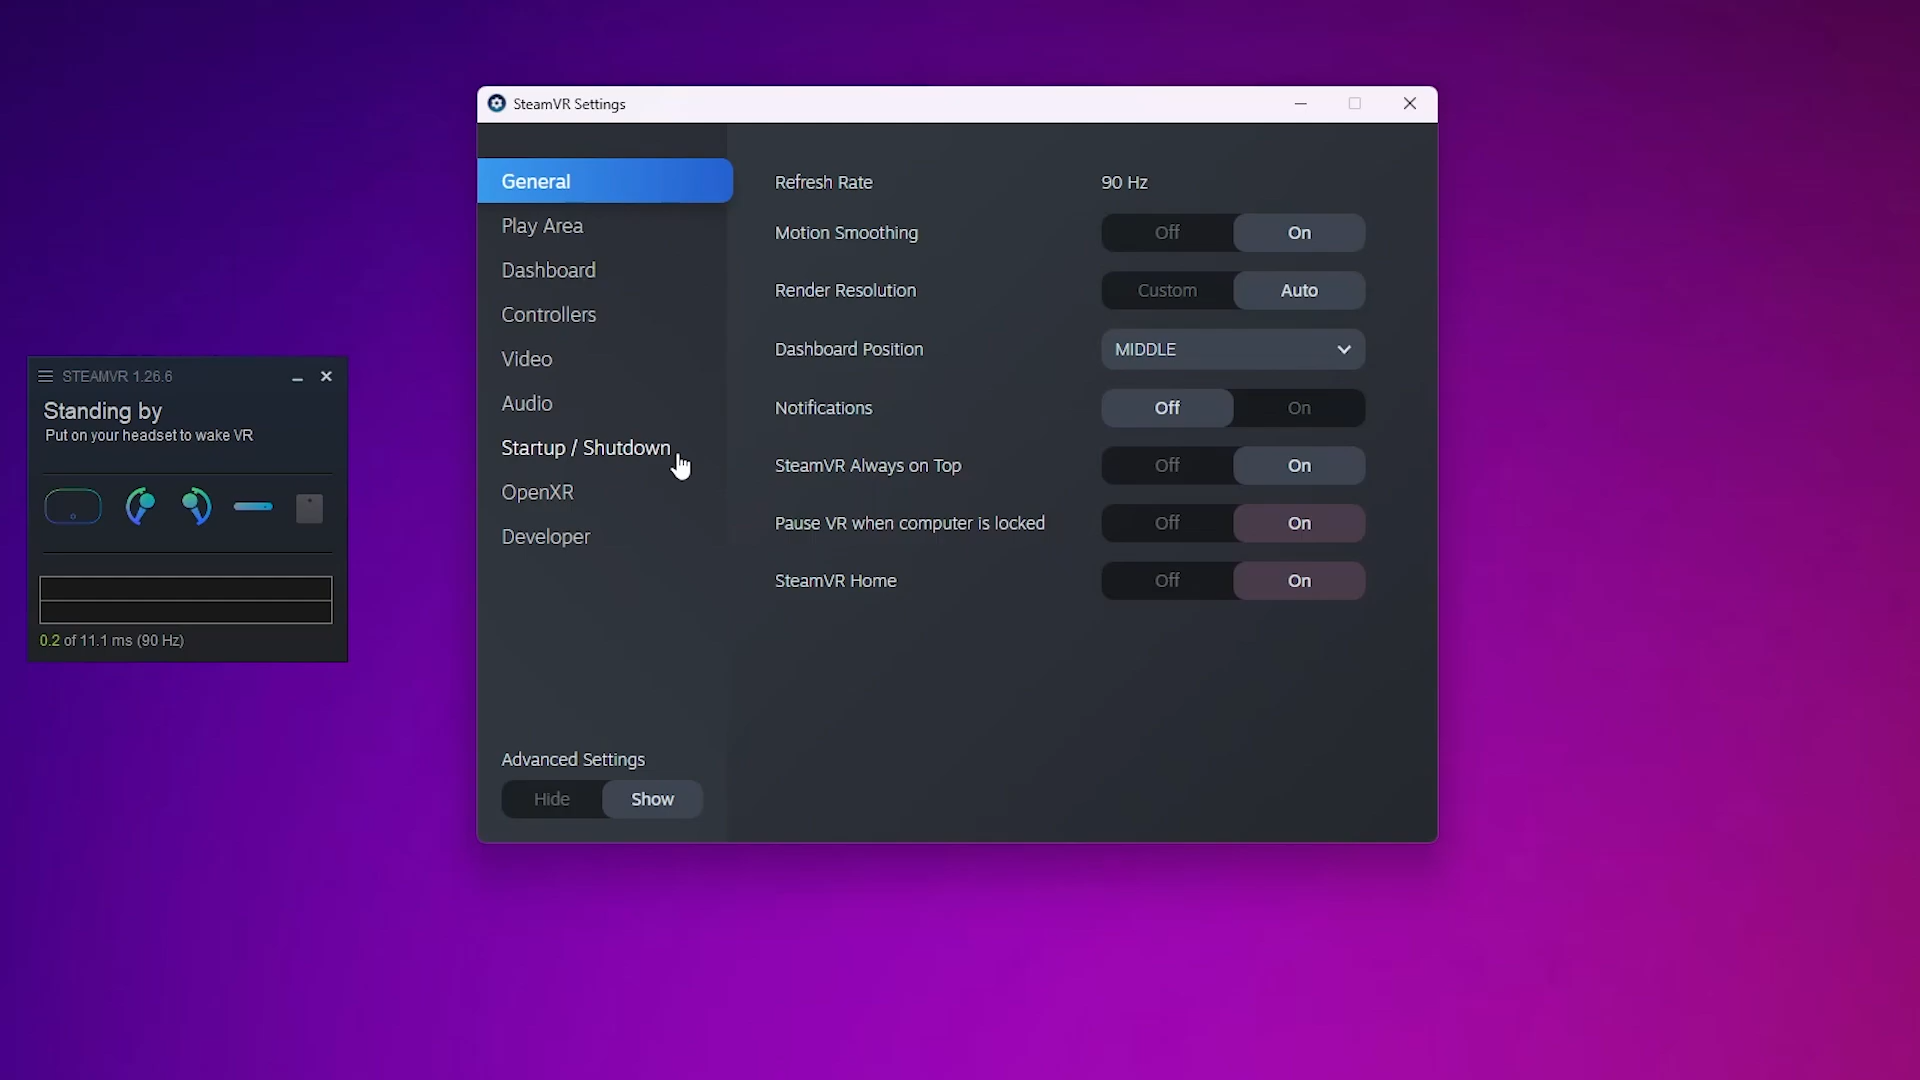 SteamVR Settings
General
Play Area
Dashboard
Controllers
Video
Audio
Startup / Shutdown
OpenXR
Developer
Advanced Settings
Hide Show
Refresh Rate 90 Hz
Motion Smoothing Off On
Render Resolution Custom Auto
Dashboard Position MIDDLE
Notifications Off On
SteamVR Always on Top Off On
Pause VR when computer is locked Off On
SteamVR Home Off On
STEAMVR 1.26.6
Standing by
Put on your headset to wake VR
0.2 of 11.1 ms (90 Hz)